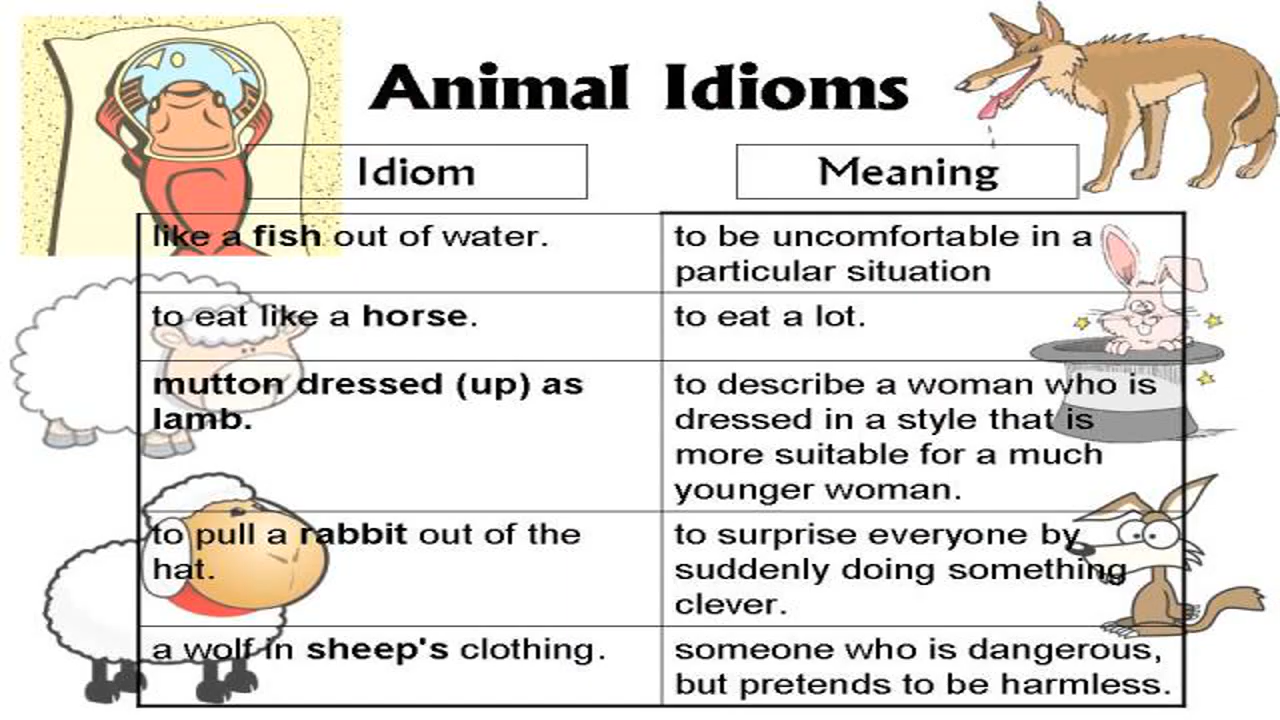 Animal Idioms
Idiom
Meaning
like a fish out of water.
to be uncomfortable in a
particular situation
to eat like a horse.
to eat a lot.
mutton dressed (up) as
lamb.
to describe a woman who is
dressed in a style that is
more suitable for a much
younger woman.
to pull a rabbit out of the
hat.
to surprise everyone by
suddenly doing something
clever.
a wolf in sheep's clothing.
someone who is dangerous,
but pretends to be harmless.